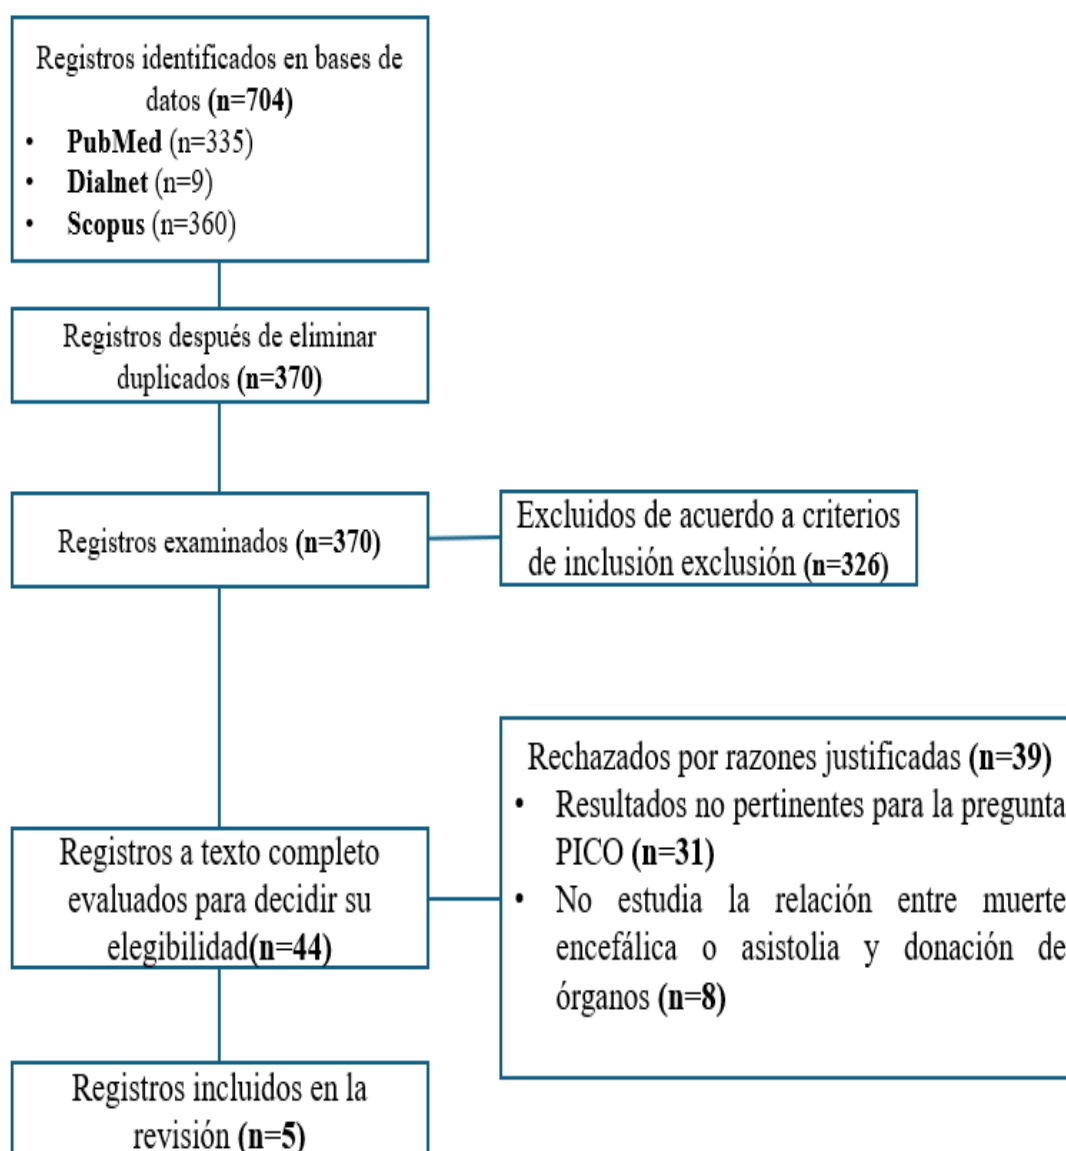 Registros identificados en bases de
datos (n=704)
• PubMed (n=335)
• Dialnet (n=9)
• Scopus (n=360)
Registros después de eliminar
duplicados (n=370)
Registros examinados (n=370)
Excluidos de acuerdo a criterios
de inclusión exclusión (n=326)
Registros a texto completo
evaluados para decidir su
elegibilidad(n=44)
Rechazados por razones justificadas (n=39)
• Resultados no pertinentes para la pregunta
PICO (n=31)
• No estudia la relación entre muerte
encefálica o asistolia y donación de
órganos (n=8)
Registros incluidos en la
revisión (n=5)